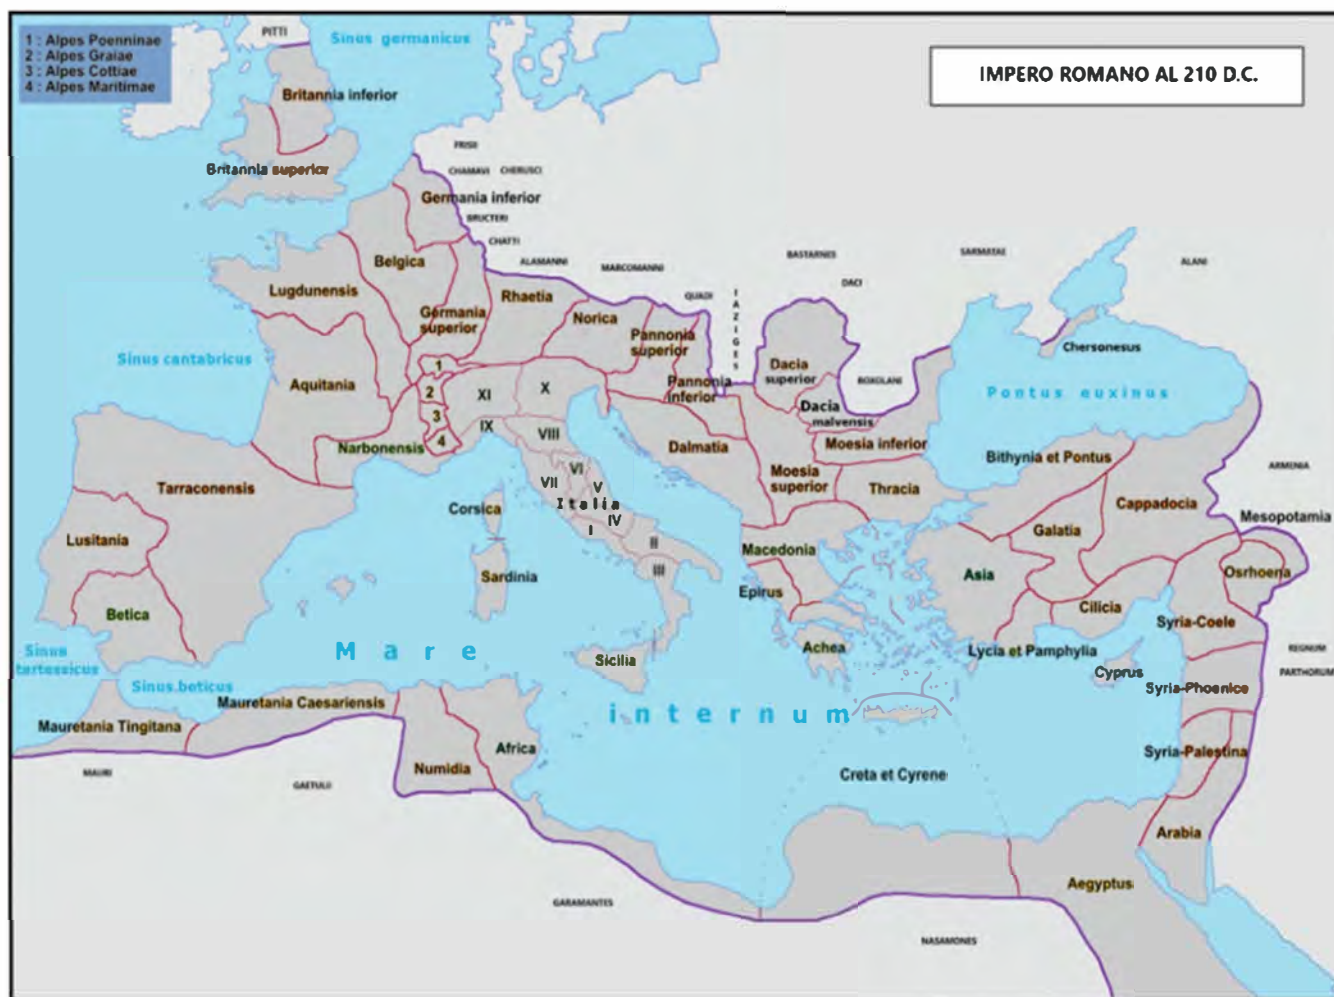 1 : Alpes Poenninae
2 : Alpes Graiae
3 : Alpes Cottiae
4 : Alpes Maritimae
PITTI
Sinus germanicus
IMPERO ROMANO AL 210 D.C.
Britannia inferior
Britannia superior
FRISII
CHAMAVI
CHERUSCI
Germania inferior
BRUCTERI
CHATTI
ALAMANNI
MARCOMANNI
QUADI
IAZIGES
BASTARNES
DACI
SARMATAE
ALANI
Belgica
Lugdunensis
Germania
superior
Rhaetia
Norica
Pannonia
superior
Pannonia
inferior
Dacia
superior
ROXOLANI
Dacia
malvensis
Chersonesus
Sinus cantabricus
Aquitania
1
2
3
4
XI
X
IX
VIII
VII
VI
V
Italia
IV
I
II
III
Pontus euxinus
Narbonensis
Dalmatia
Moesia inferior
Moesia
superior
Thracia
Bithynia et Pontus
Cappadocia
ARMENIA
Mesopotamia
Tarraconensis
Lusitania
Betica
Corsica
Sardinia
Macedonia
Epirus
Achea
Galatia
Asia
Cilicia
Osrhoena
Syria-Coele
Lycia et Pamphylia
Cyprus
REGNUM
PARTHORUM
Syria-Phoenice
Sinus
tartessicus
Sinus beticus
Mare
internum
Sicilia
Mauretania Caesariensis
Mauretania Tingitana
Numidia
Africa
Creta et Cyrene
Syria-Palestina
Arabia
Aegyptus
MAURI
GAETULII
GARAMANTES
NASAMONES